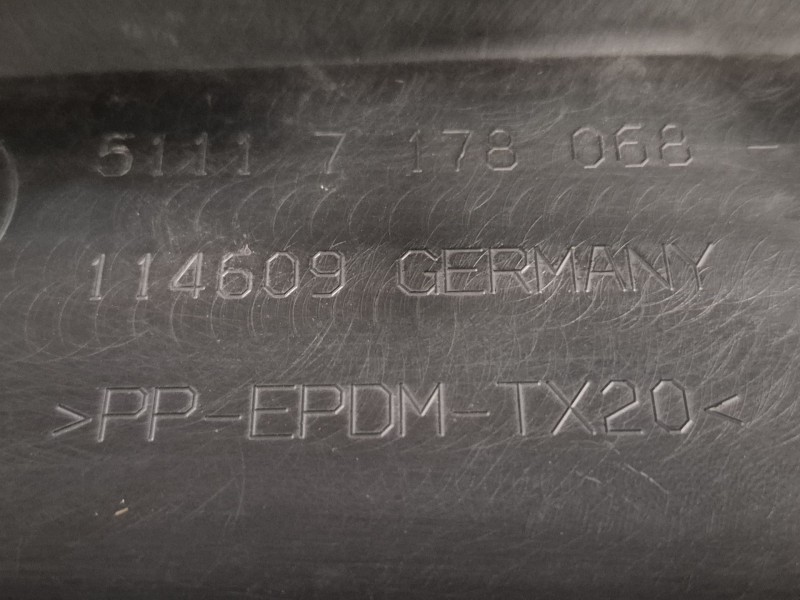 5111 7 178 068 -
114609 GERMANY
>PP-EPDM-TX20<